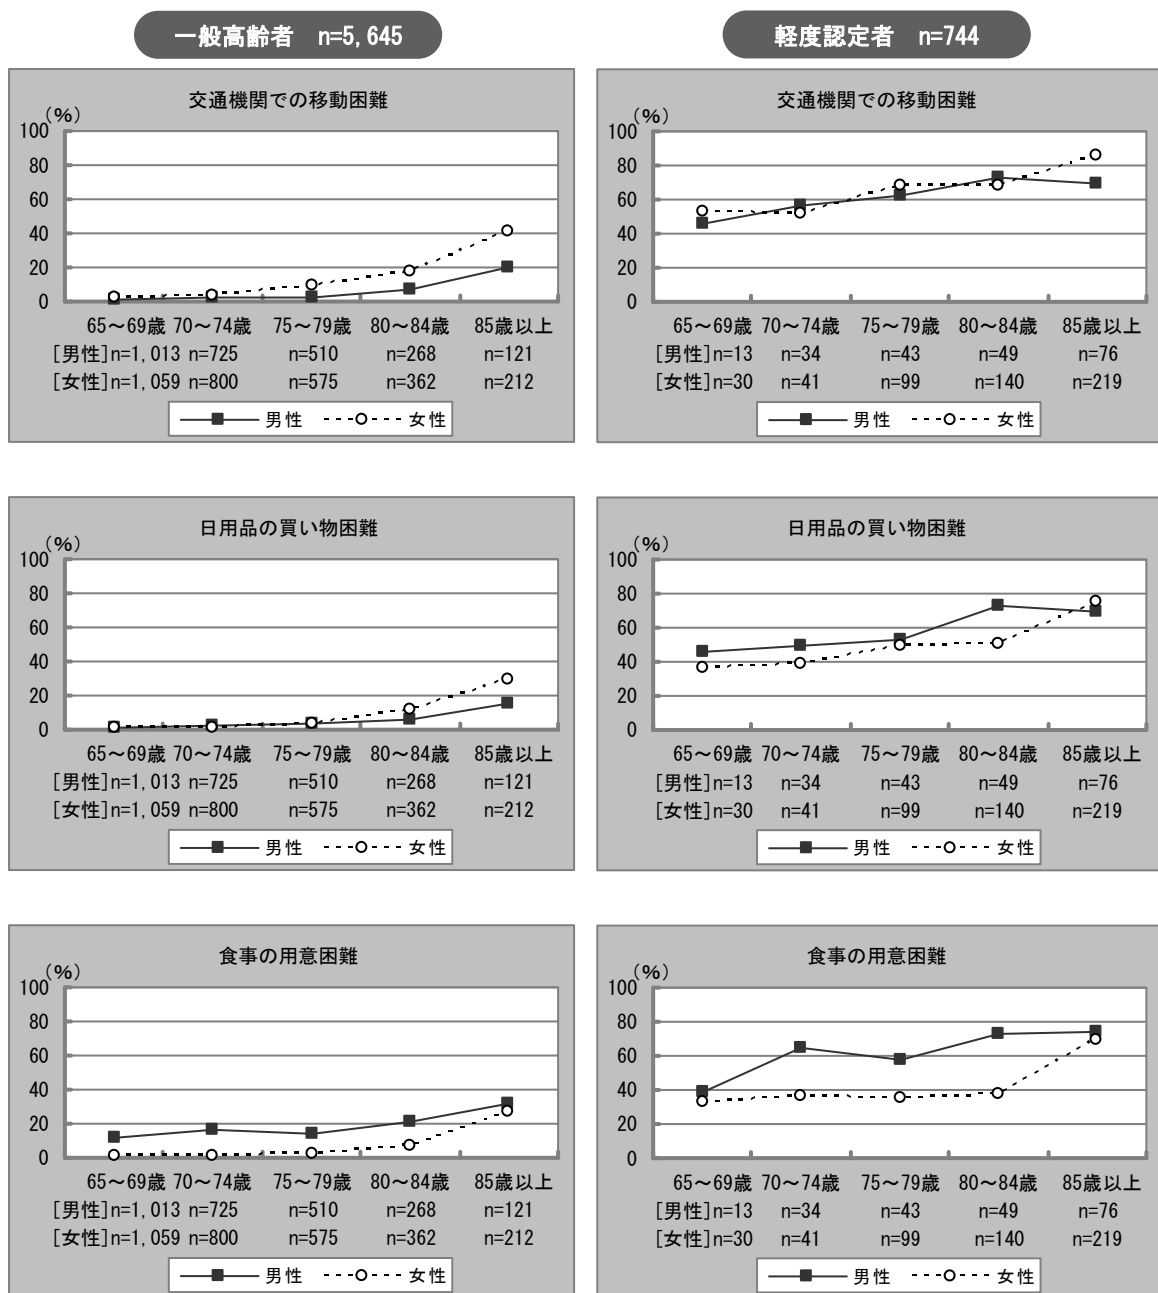 一般高齢者　n=5,645
軽度認定者　n=744
交通機関での移動困難
(%)
100
80
60
40
20
0
65～69歳 70～74歳 75～79歳 80～84歳 85歳以上
[男性]n=1,013 n=725 n=510 n=268 n=121
[女性]n=1,059 n=800 n=575 n=362 n=212
男性 女性
交通機関での移動困難
(%)
100
80
60
40
20
0
65～69歳 70～74歳 75～79歳 80～84歳 85歳以上
[男性]n=13 n=34 n=43 n=49 n=76
[女性]n=30 n=41 n=99 n=140 n=219
男性 女性
日用品の買い物困難
(%)
100
80
60
40
20
0
65～69歳 70～74歳 75～79歳 80～84歳 85歳以上
[男性]n=1,013 n=725 n=510 n=268 n=121
[女性]n=1,059 n=800 n=575 n=362 n=212
男性 女性
日用品の買い物困難
(%)
100
80
60
40
20
0
65～69歳 70～74歳 75～79歳 80～84歳 85歳以上
[男性]n=13 n=34 n=43 n=49 n=76
[女性]n=30 n=41 n=99 n=140 n=219
男性 女性
食事の用意困難
(%)
100
80
60
40
20
0
65～69歳 70～74歳 75～79歳 80～84歳 85歳以上
[男性]n=1,013 n=725 n=510 n=268 n=121
[女性]n=1,059 n=800 n=575 n=362 n=212
男性 女性
食事の用意困難
(%)
100
80
60
40
20
0
65～69歳 70～74歳 75～79歳 80～84歳 85歳以上
[男性]n=13 n=34 n=43 n=49 n=76
[女性]n=30 n=41 n=99 n=140 n=219
男性 女性